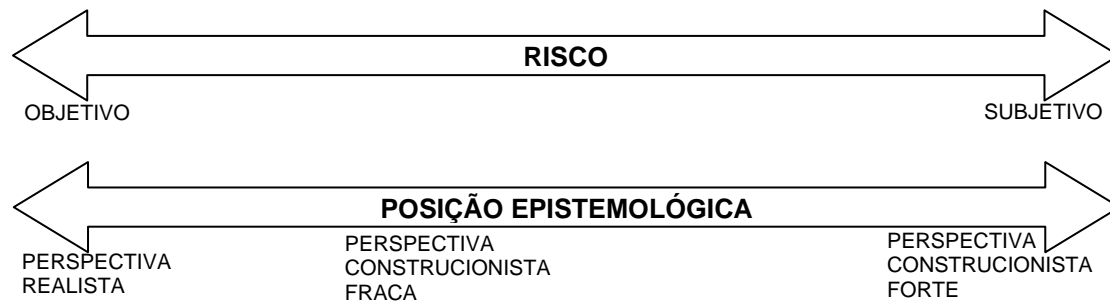 RISCO
OBJETIVO
SUBJETIVO
POSIÇÃO EPISTEMOLÓGICA
PERSPECTIVA
REALISTA
PERSPECTIVA
CONSTRUCIONISTA
FRACA
PERSPECTIVA
CONSTRUCIONISTA
FORTE